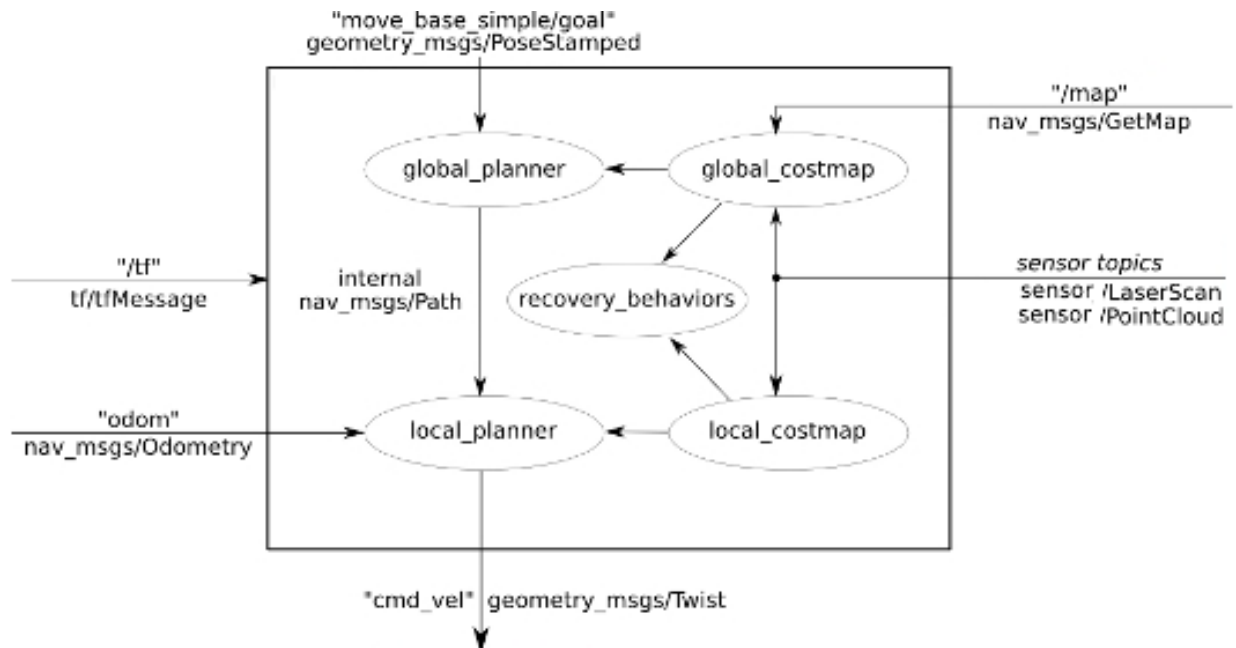 "move_base_simple/goal"
geometry_msgs/PoseStamped
"/map"
nav_msgs/GetMap
global_planner
global_costmap
"/tf"
tf/tfMessage
internal
nav_msgs/Path
recovery_behaviors
sensor topics
sensor /LaserScan
sensor /PointCloud
"odom"
nav_msgs/Odometry
local_planner
local_costmap
"cmd_vel" geometry_msgs/Twist